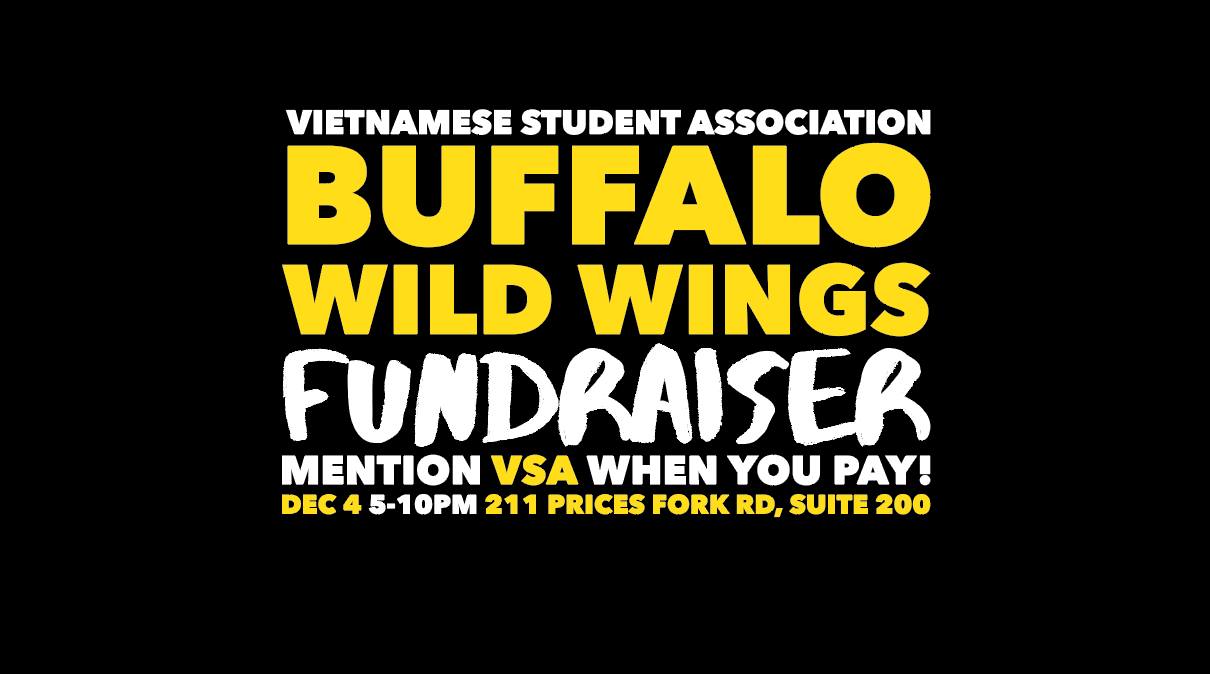 VIETNAMESE STUDENT ASSOCIATION
BUFFALO
WILD WINGS
FUNDRAISER
MENTION VSA WHEN YOU PAY!
DEC 4 5-10PM 211 PRICES FORK RD, SUITE 200